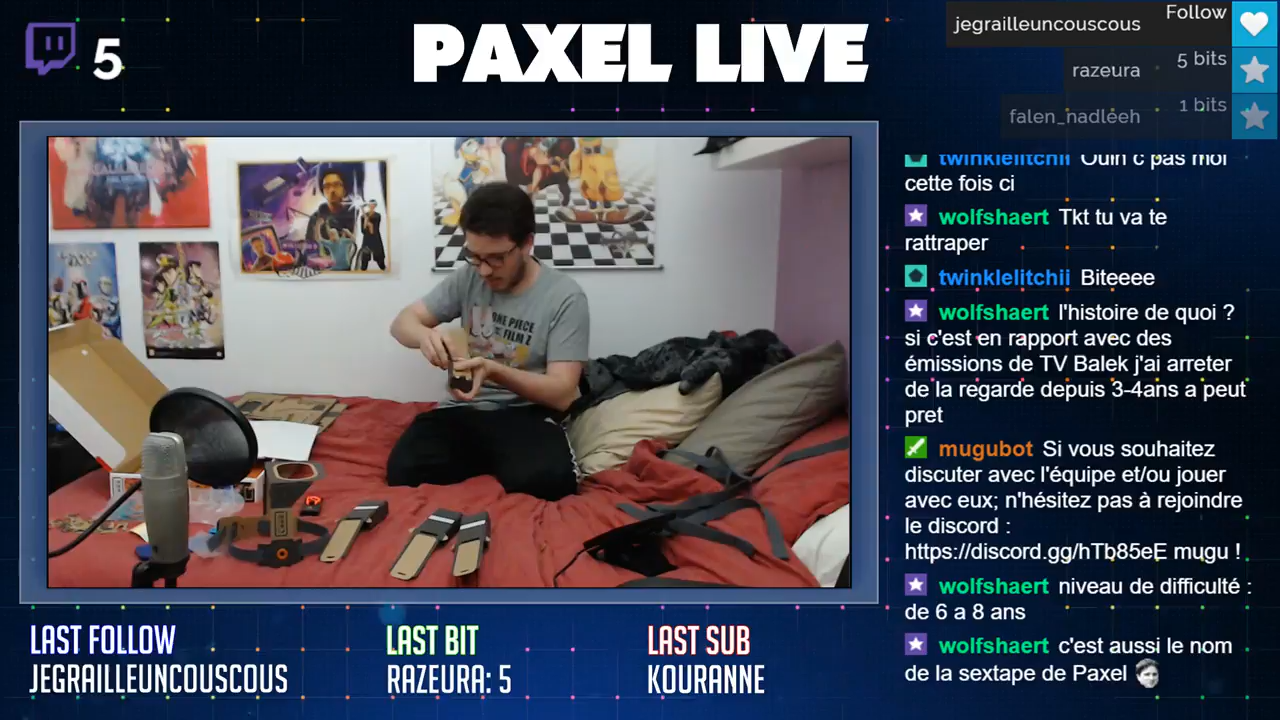 5
PAXEL LIVE
jegrailleuncouscous Follow
razeura 5 bits
falen_nadléeh 1 bits
twinklelitchii Ouin c pas moi
cette fois ci
wolfshaert Tkt tu va te
rattraper
twinklelitchii Biteeee
wolfshaert l'histoire de quoi ?
si c'est en rapport avec des
émissions de TV Balek j'ai arreter
de la regarde depuis 3-4ans a peut
pret
mugubot Si vous souhaitez
discuter avec l'équipe et/ou jouer
avec eux; n'hésitez pas à rejoindre
le discord :
https://discord.gg/hTb85eE mugu !
wolfshaert niveau de difficulté :
de 6 a 8 ans
wolfshaert c'est aussi le nom
de la sextape de Paxel
ONE PIECE
FILM Z
LAST FOLLOW
JEGRAILLEUNCOUSCOUS
LAST BIT
RAZEURA: 5
LAST SUB
KOURANNE